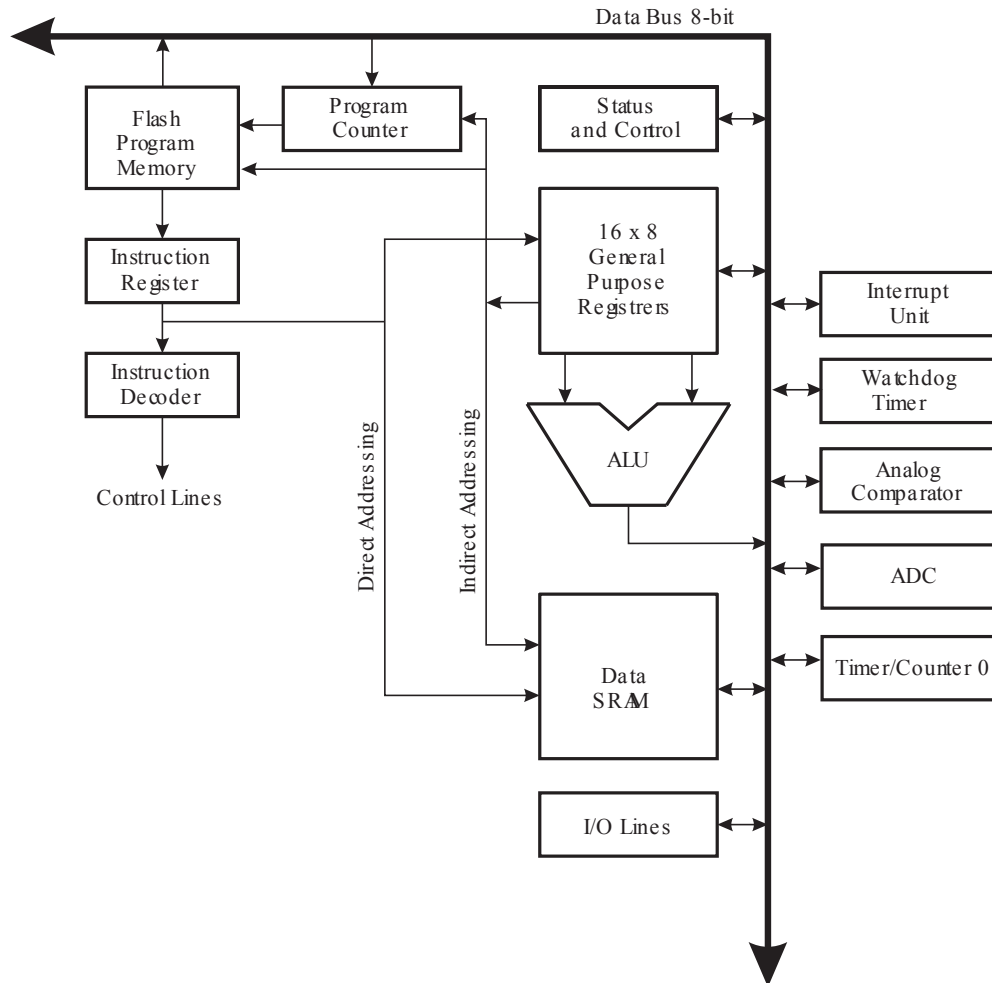 Data Bus 8-bit
Flash
Program
Memory
Program
Counter
Status
and Control
Instruction
Register
16 x 8
General
Purpose
Registrers
Interrupt
Unit
Instruction
Decoder
Watchdog
Timer
Control Lines
Direct Addressing
Indirect Addressing
ALU
Analog
Comparator
ADC
Data
SRAM
Timer/Counter 0
I/O Lines